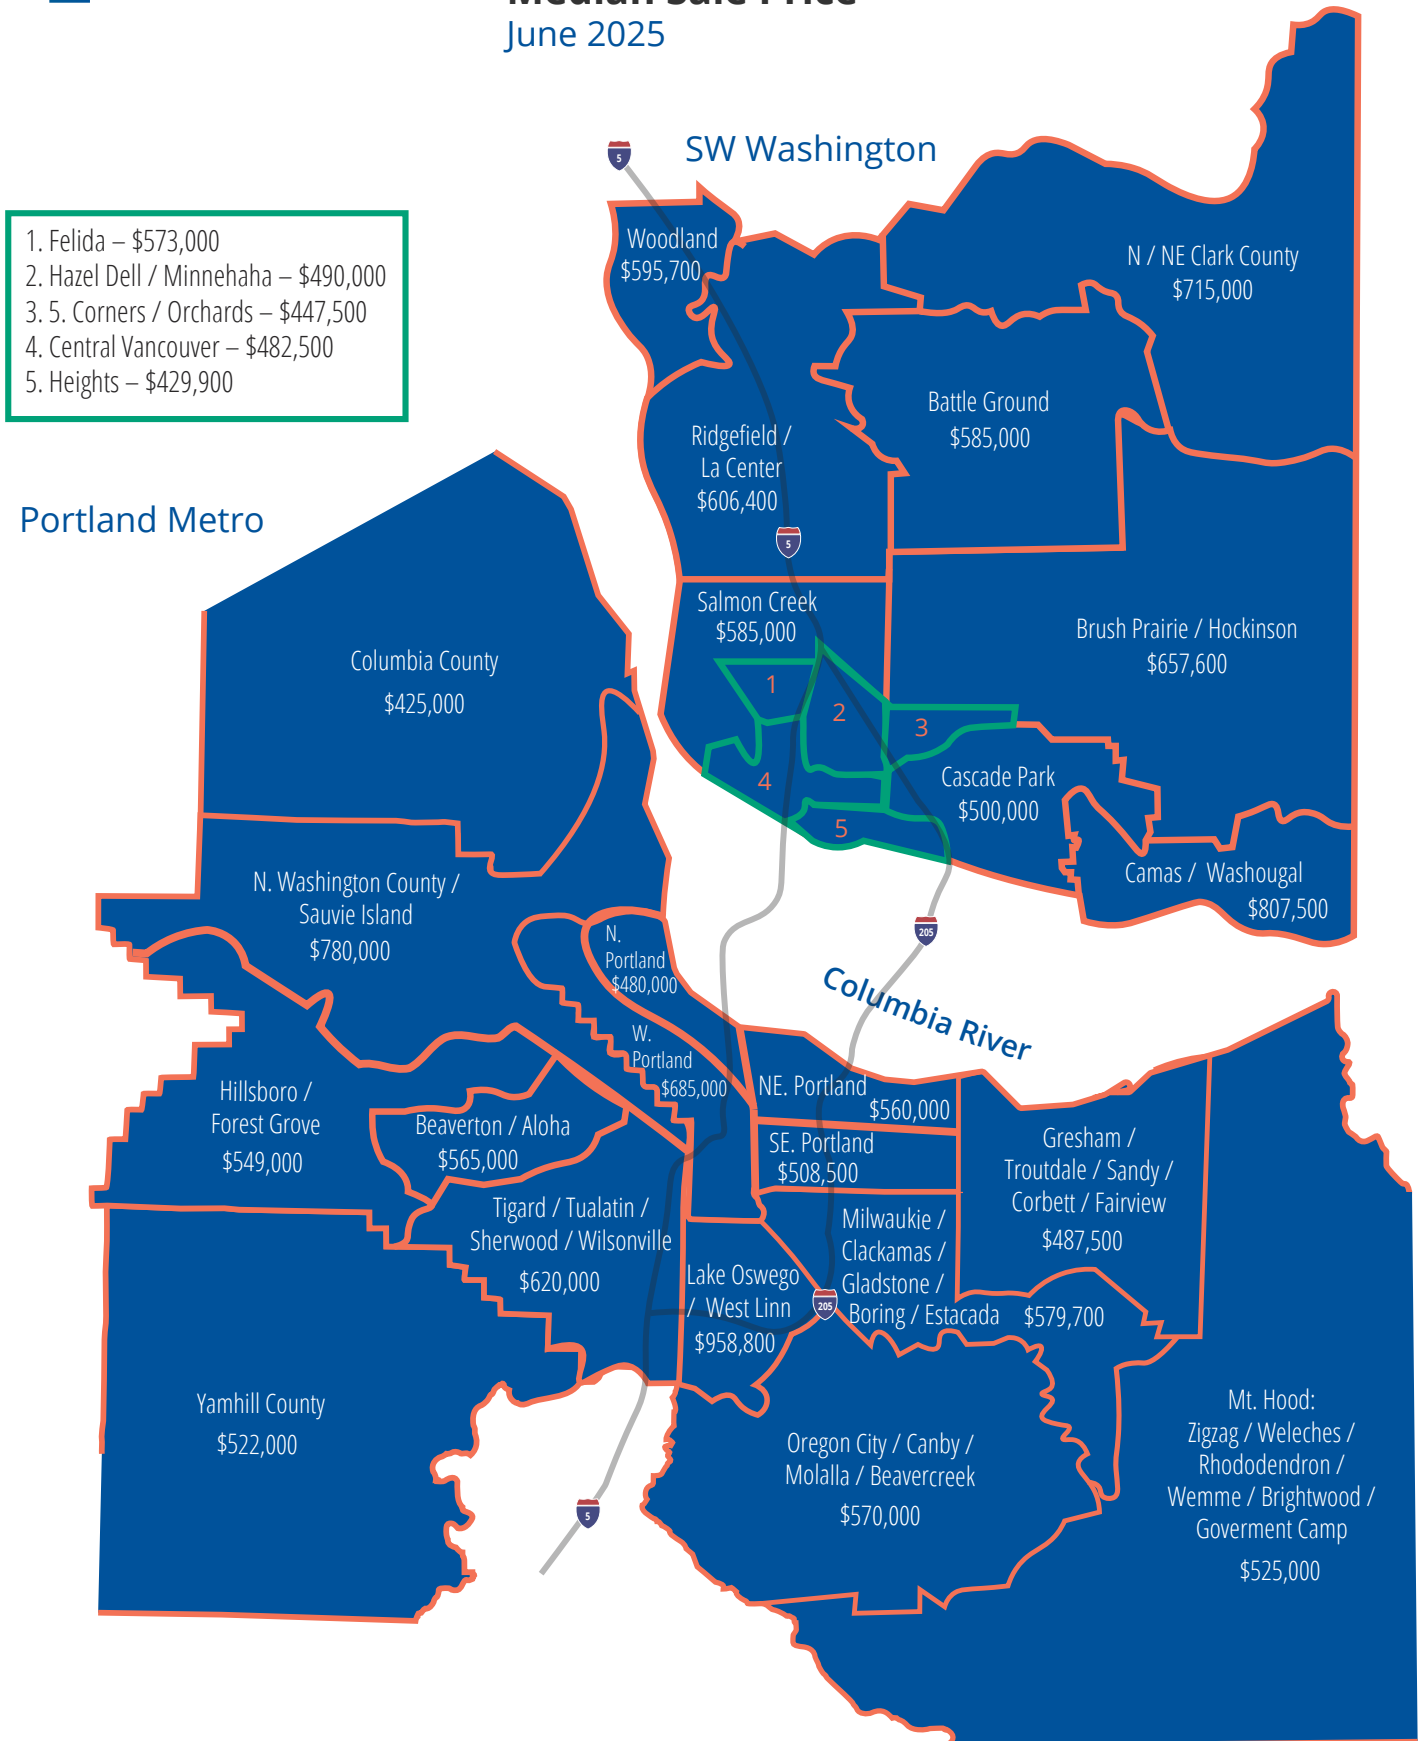 Median Sale Price
June 2025
5
SW Washington
1. Felida – $573,000
2. Hazel Dell / Minnehaha – $490,000
3. 5. Corners / Orchards – $447,500
4. Central Vancouver – $482,500
5. Heights – $429,900
Woodland
$595,700
N / NE Clark County
$715,000
Battle Ground
$585,000
Ridgefield /
La Center
$606,400
5
Portland Metro
Salmon Creek
$585,000
Brush Prairie / Hockinson
$657,600
Columbia County
$425,000
1
2
3
4
5
Cascade Park
$500,000
Camas / Washougal
$807,500
N. Washington County /
Sauvie Island
$780,000
205
N.
Portland
$480,000
Columbia River
W.
Portland
$685,000
NE. Portland
$560,000
SE. Portland
$508,500
Hillsboro /
Forest Grove
$549,000
Beaverton / Aloha
$565,000
Gresham /
Troutdale / Sandy /
Corbett / Fairview
$487,500
Tigard / Tualatin /
Sherwood / Wilsonville
$620,000
Milwaukie /
Clackamas /
Gladstone /
Boring / Estacada $579,700
Lake Oswego
/ West Linn
$958,800
205
Yamhill County
$522,000
Oregon City / Canby /
Molalla / Beavercreek
$570,000
Mt. Hood:
Zigzag / Weleches /
Rhododendron /
Wemme / Brightwood /
Goverment Camp
$525,000
5